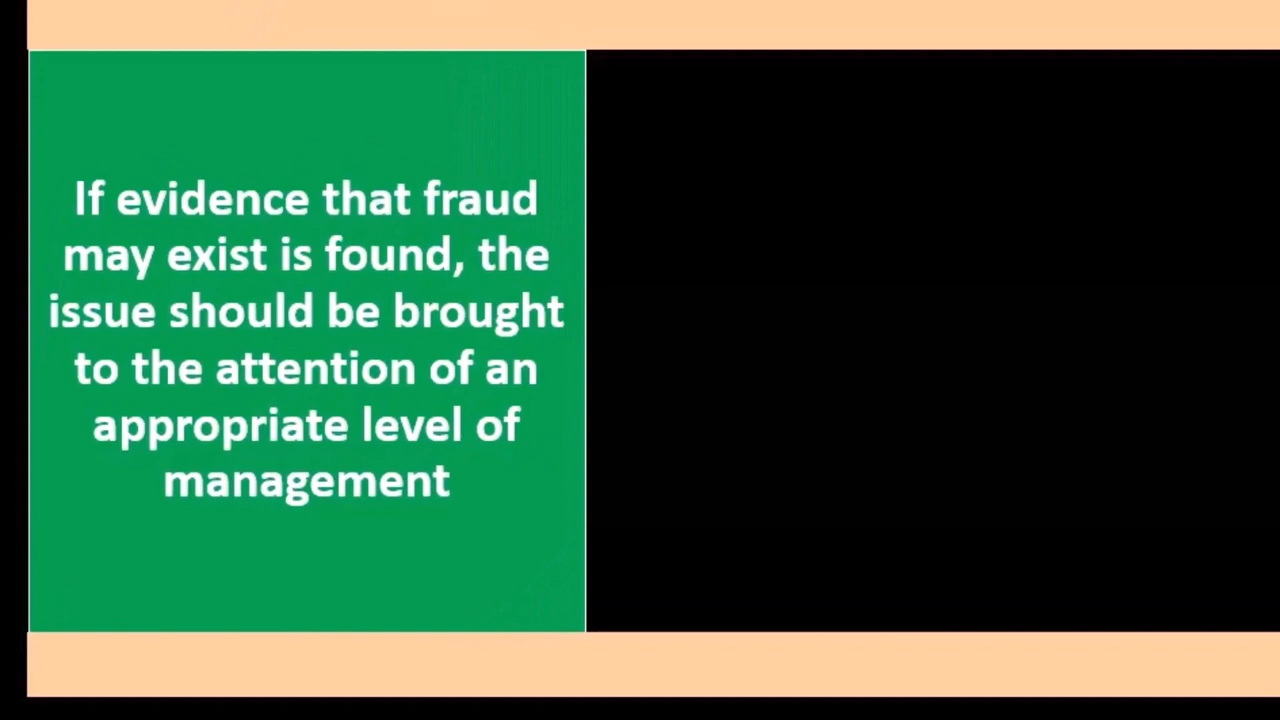 If evidence that fraud
may exist is found, the
issue should be brought
to the attention of an
appropriate level of
management